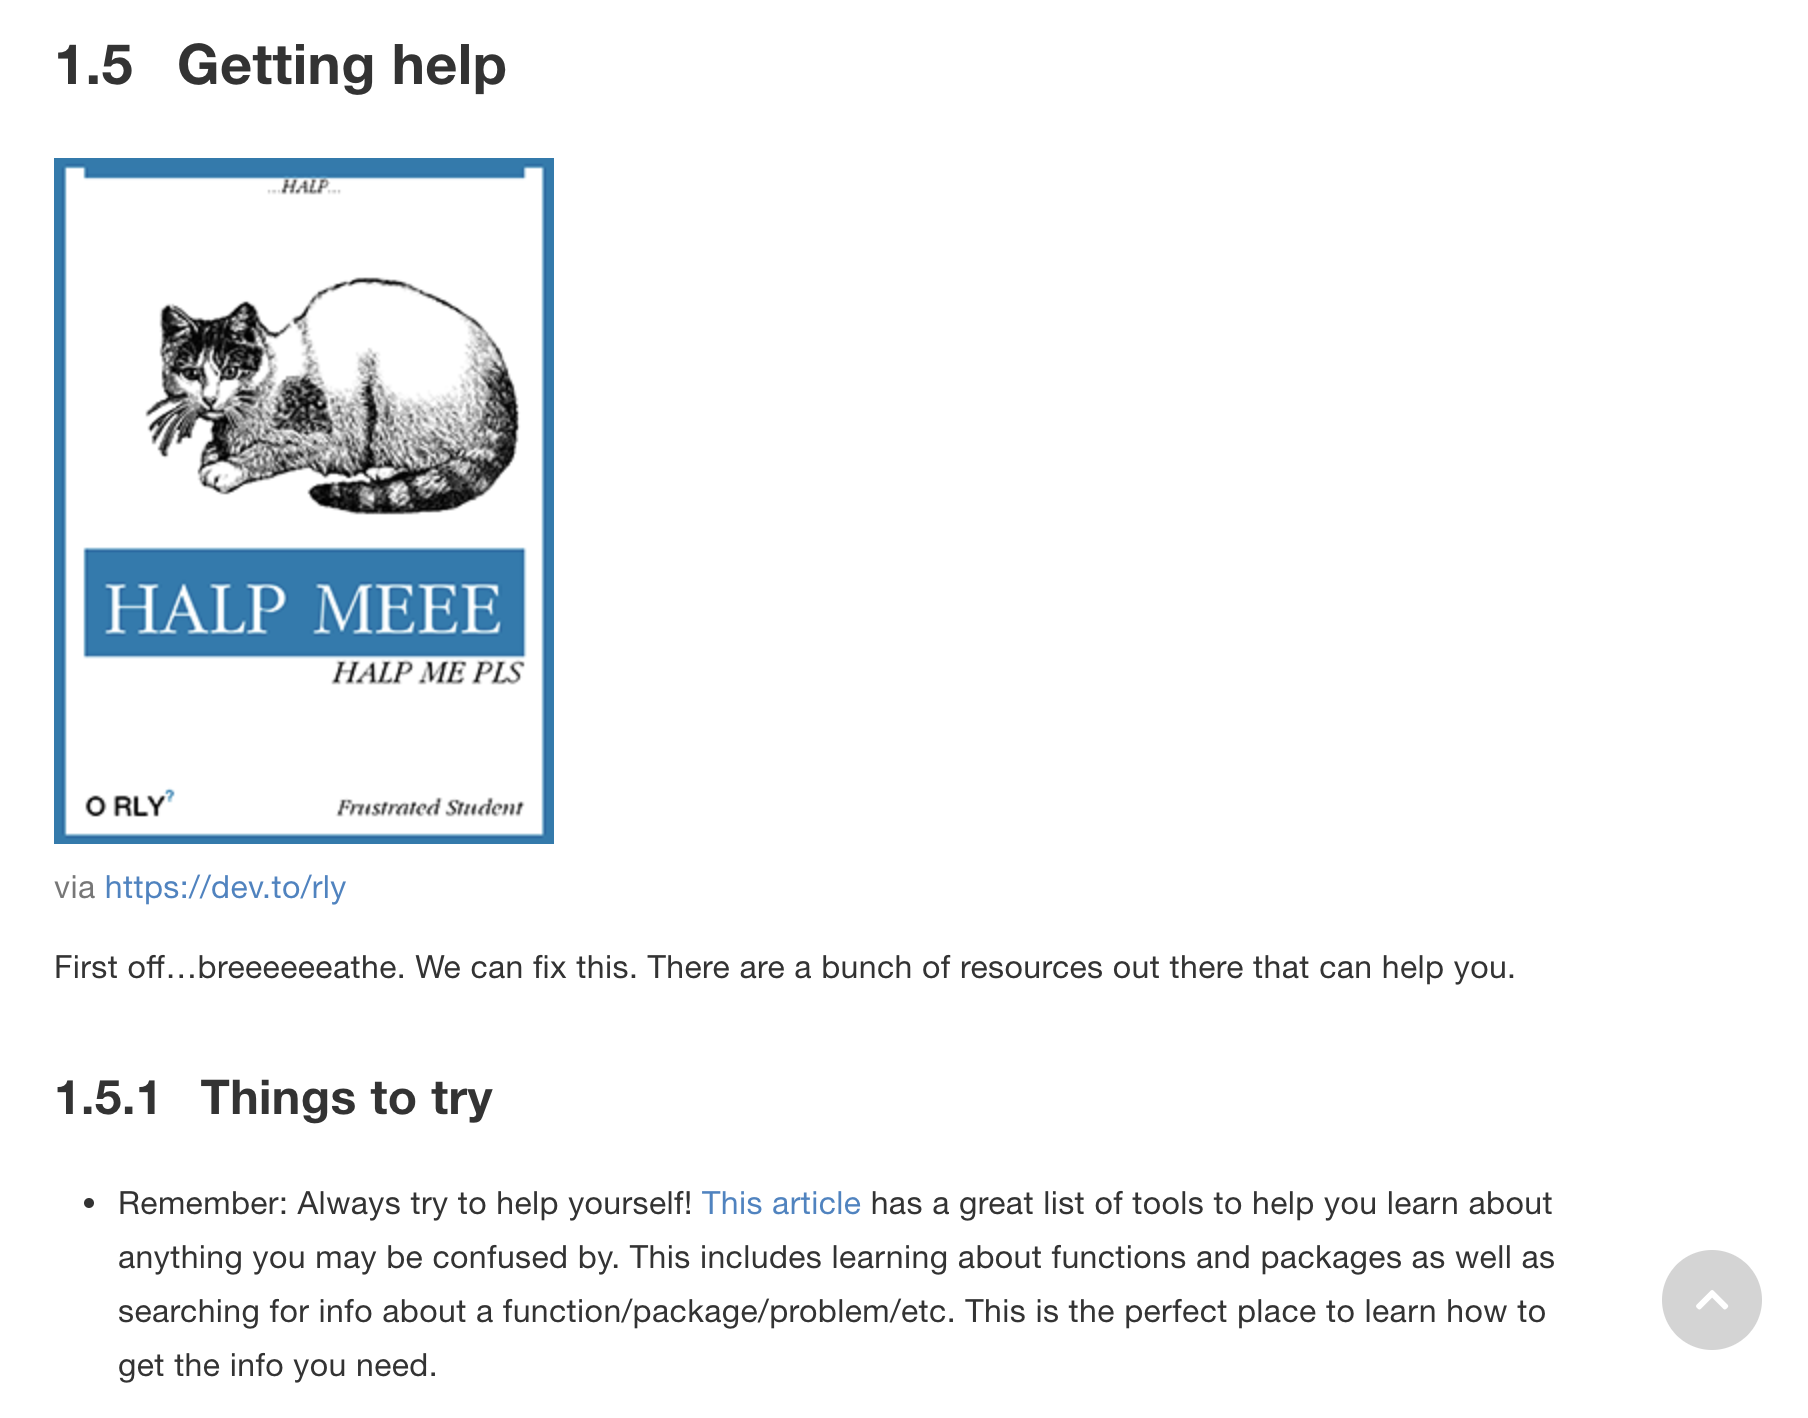 1.5 Getting help
...HALP...
HALP MEEE
HALP ME PLS
O RLY?
Frustrated Student
via https://dev.to/rly
First off…breeeeeeathe. We can fix this. There are a bunch of resources out there that can help you.
1.5.1 Things to try
• Remember: Always try to help yourself! This article has a great list of tools to help you learn about
anything you may be confused by. This includes learning about functions and packages as well as
searching for info about a function/package/problem/etc. This is the perfect place to learn how to
get the info you need.